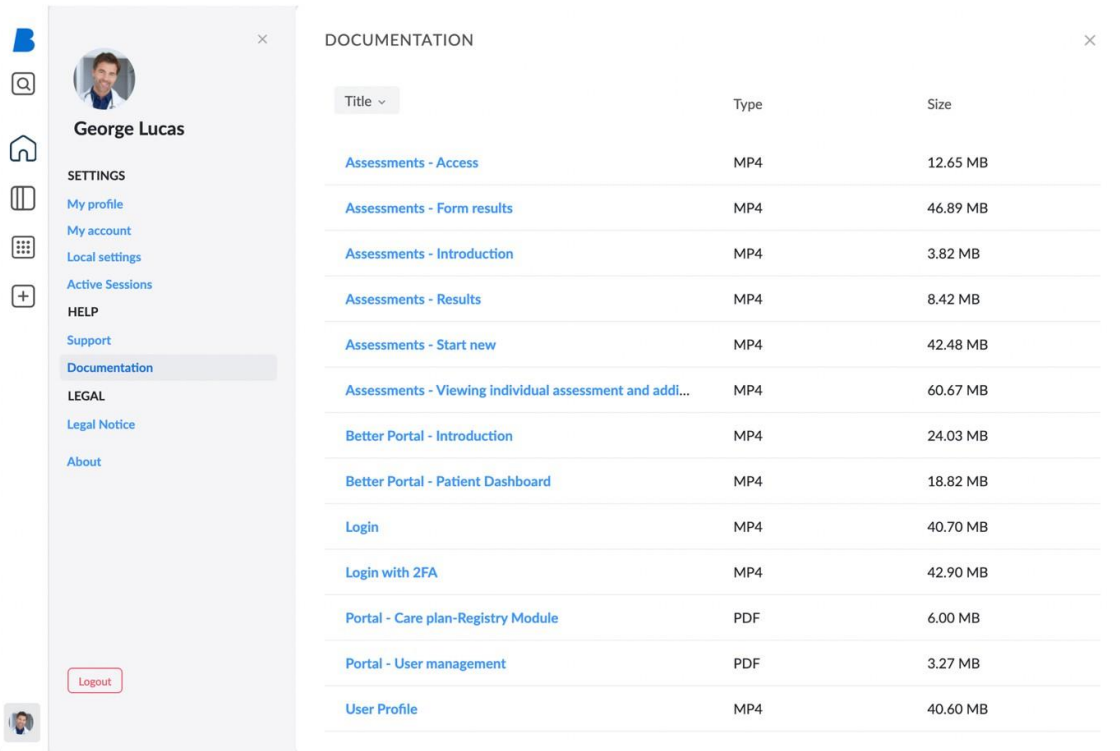 George Lucas
SETTINGS
My profile
My account
Local settings
Active Sessions
HELP
Support
Documentation
LEGAL
Legal Notice
About
Logout
DOCUMENTATION
Title Type Size
Assessments - Access MP4 12.65 MB
Assessments - Form results MP4 46.89 MB
Assessments - Introduction MP4 3.82 MB
Assessments - Results MP4 8.42 MB
Assessments - Start new MP4 42.48 MB
Assessments - Viewing individual assessment and addi... MP4 60.67 MB
Better Portal - Introduction MP4 24.03 MB
Better Portal - Patient Dashboard MP4 18.82 MB
Login MP4 40.70 MB
Login with 2FA MP4 42.90 MB
Portal - Care plan-Registry Module PDF 6.00 MB
Portal - User management PDF 3.27 MB
User Profile MP4 40.60 MB